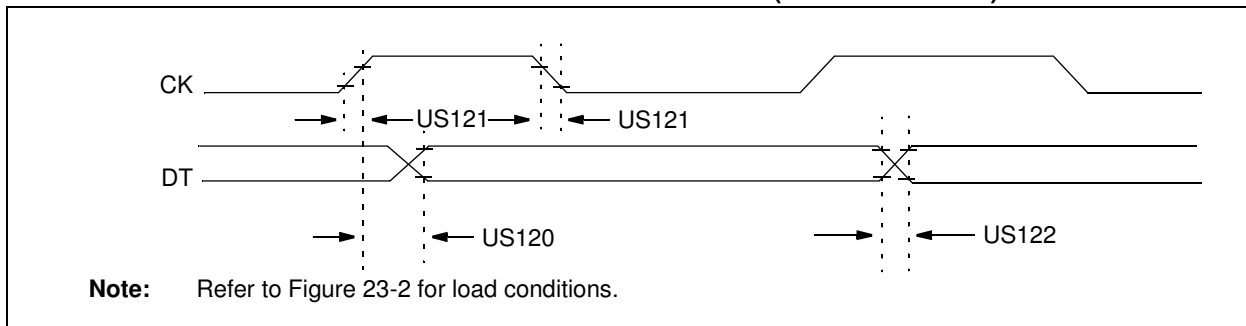 CK
US121 US121
DT
US120 US122
Note: Refer to Figure 23-2 for load conditions.